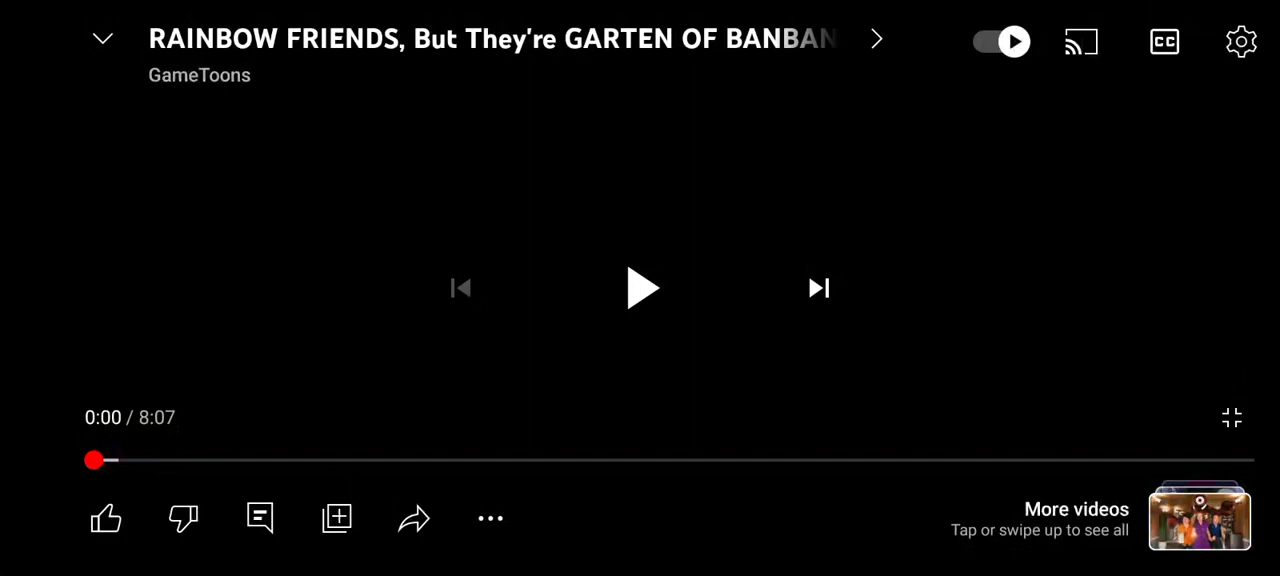 RAINBOW FRIENDS, But They're GARTEN OF BANBAN
GameToons
CC
0:00 / 8:07
More videos
Tap or swipe up to see all